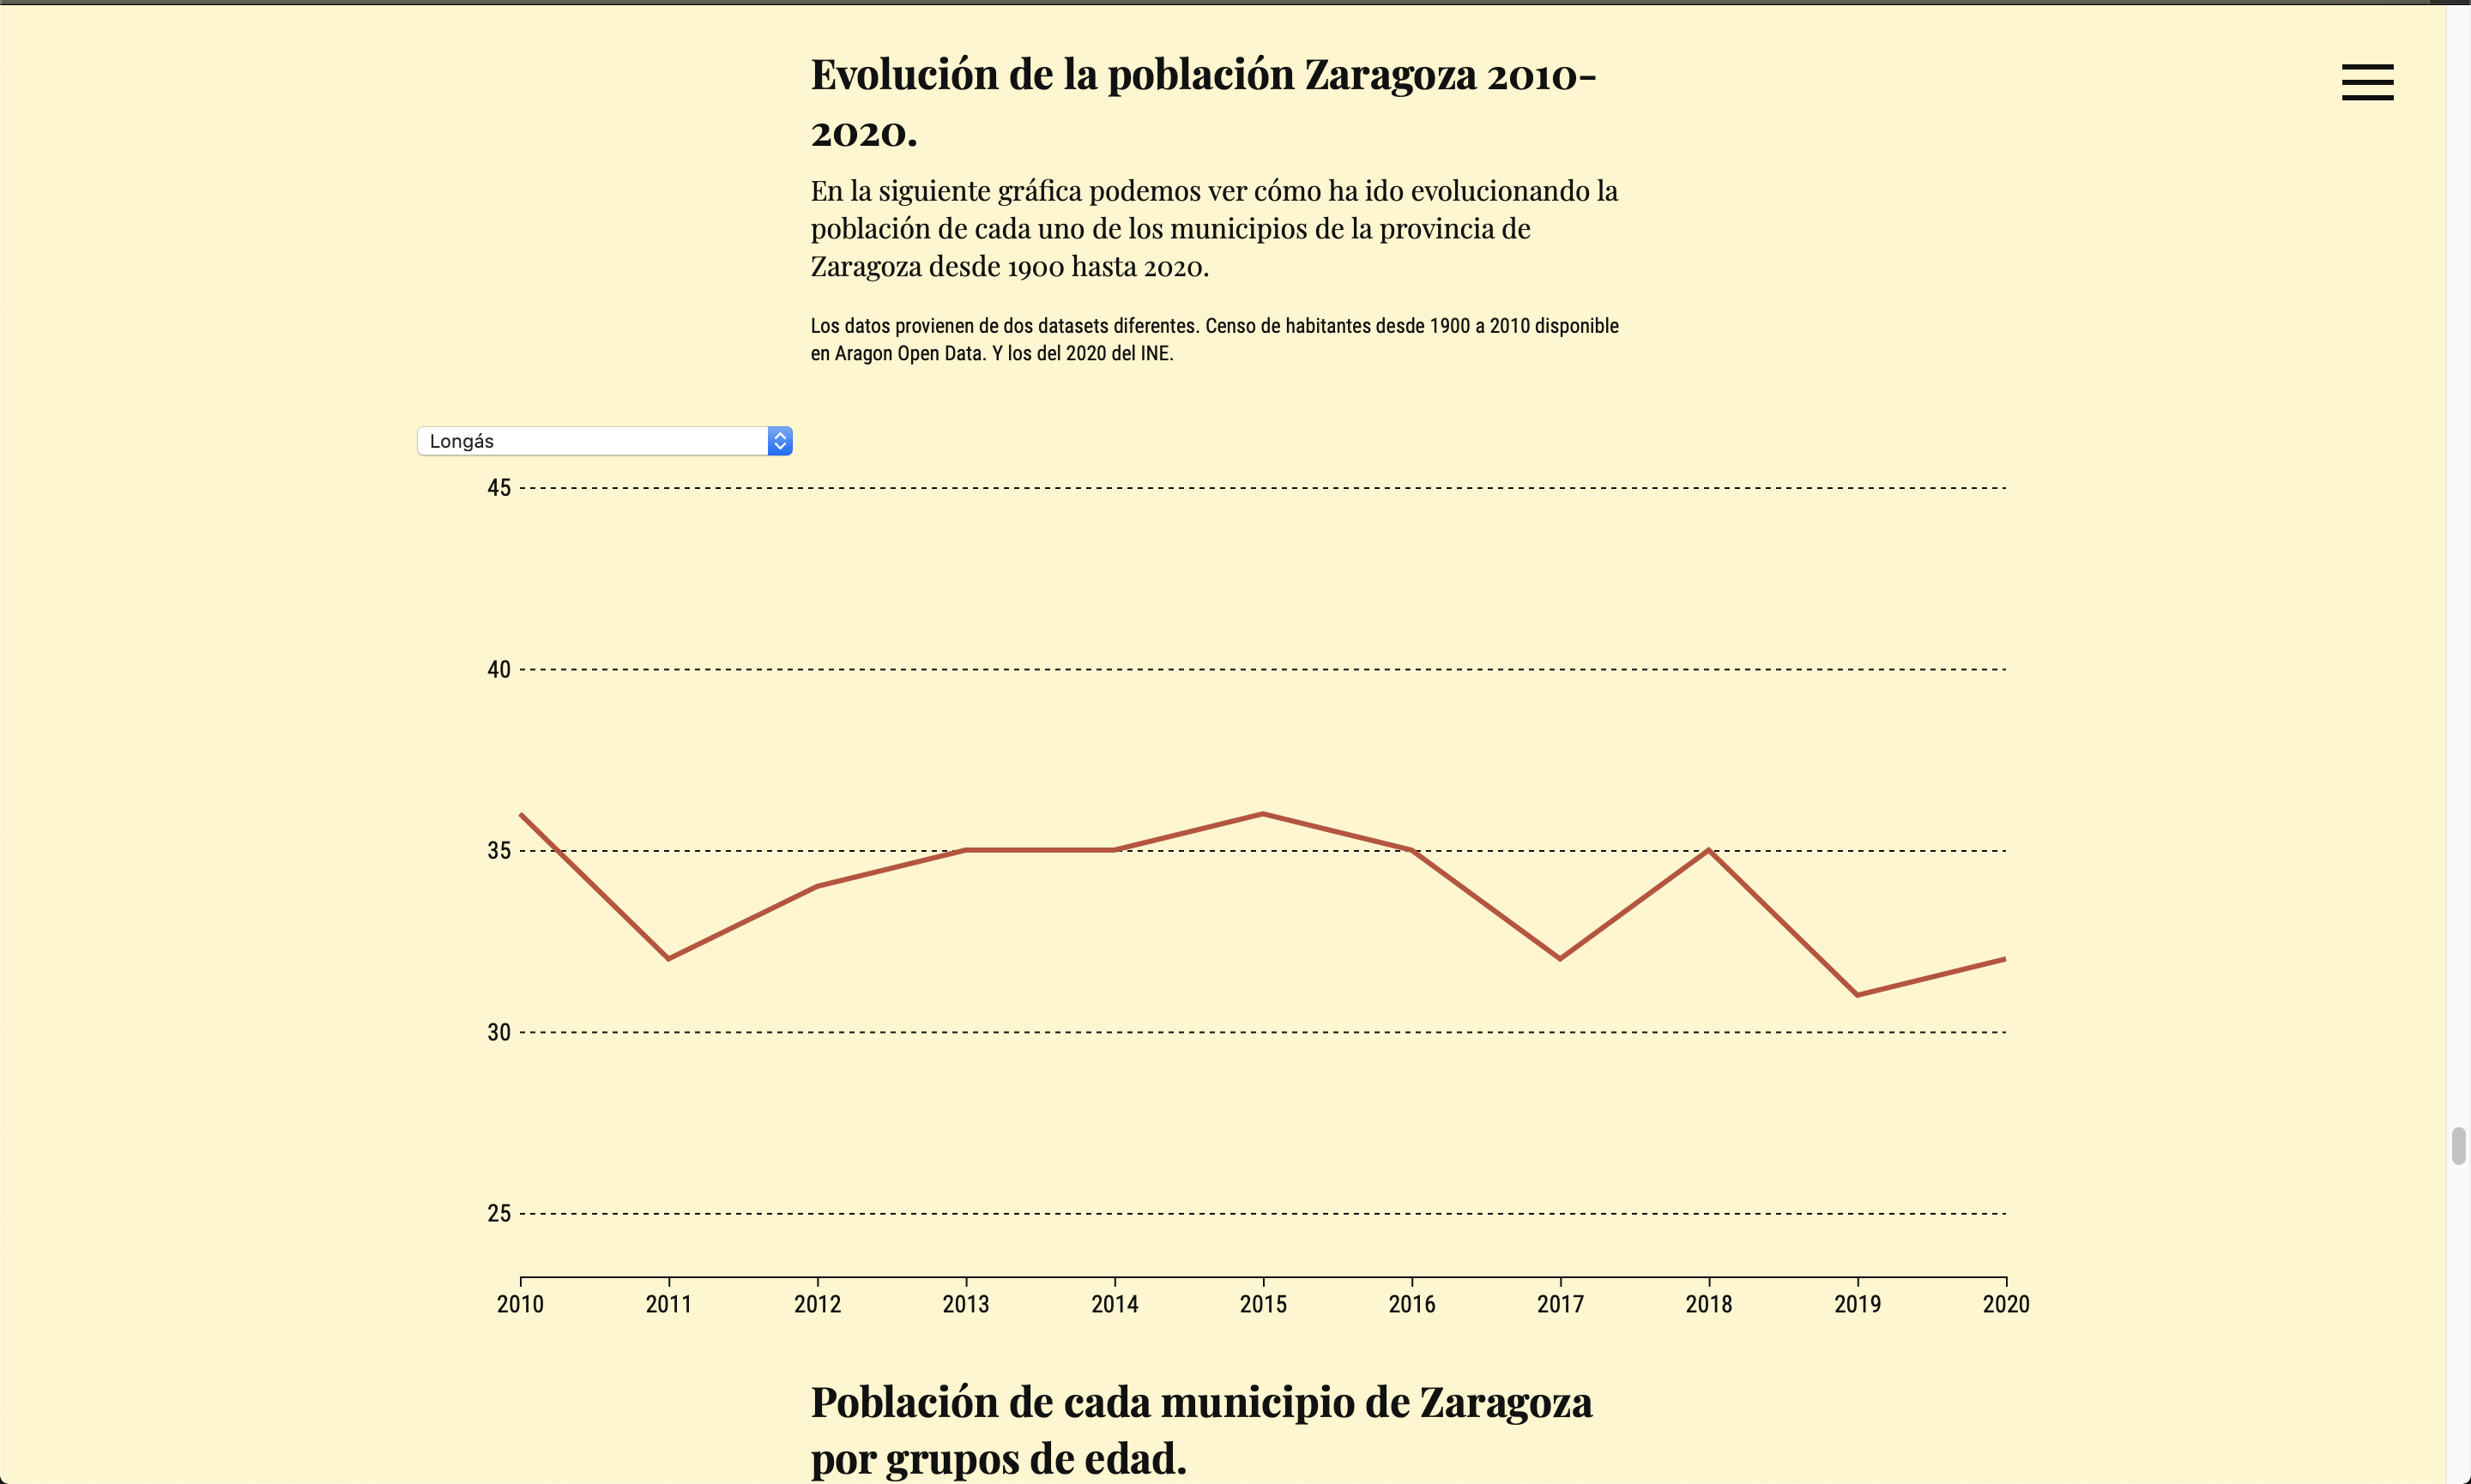 Evolución de la población Zaragoza 2010-
2020.
En la siguiente gráfica podemos ver cómo ha ido evolucionando la
población de cada uno de los municipios de la provincia de
Zaragoza desde 1900 hasta 2020.
Los datos provienen de dos datasets diferentes. Censo de habitantes desde 1900 a 2010 disponible
en Aragon Open Data. Y los del 2020 del INE.
Longás
45
40
35
30
25
2010 2011 2012 2013 2014 2015 2016 2017 2018 2019 2020
Población de cada municipio de Zaragoza
por grupos de edad.